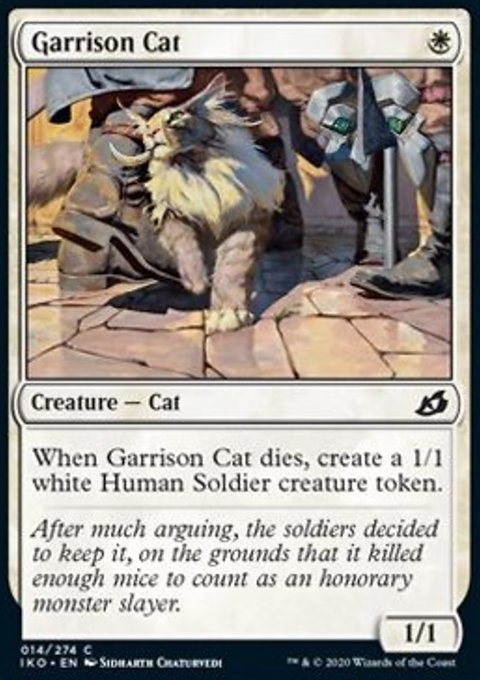 Garrison Cat
Creature — Cat
When Garrison Cat dies, create a 1/1
white Human Soldier creature token.
After much arguing, the soldiers decided
to keep it, on the grounds that it killed
enough mice to count as an honorary
monster slayer.
1/1
014/274 C
IKO • EN Sidharth Chaturvedi
™ & © 2020 Wizards of the Coast